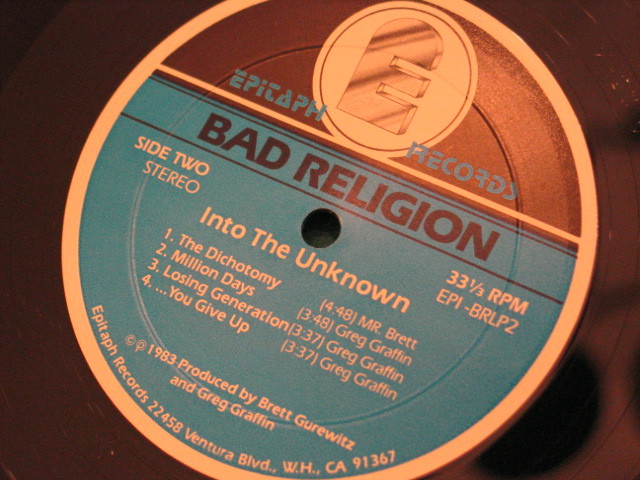 EPITAPH RECORDS
BAD RELIGION
SIDE TWO
STEREO
33 1/3 RPM
EPI-BRLP2
Into The Unknown
1. The Dichotomy (4:48) MR. Brett
2. Million Days (3:48) Greg Graffin
3. Losing Generation (3:37) Greg Graffin
4. ...You Give Up (3:37) Greg Graffin
©℗ 1983 Produced by Brett Gurewitz
and Greg Graffin
Epitaph Records 22458 Ventura Blvd., W.H., CA 91367